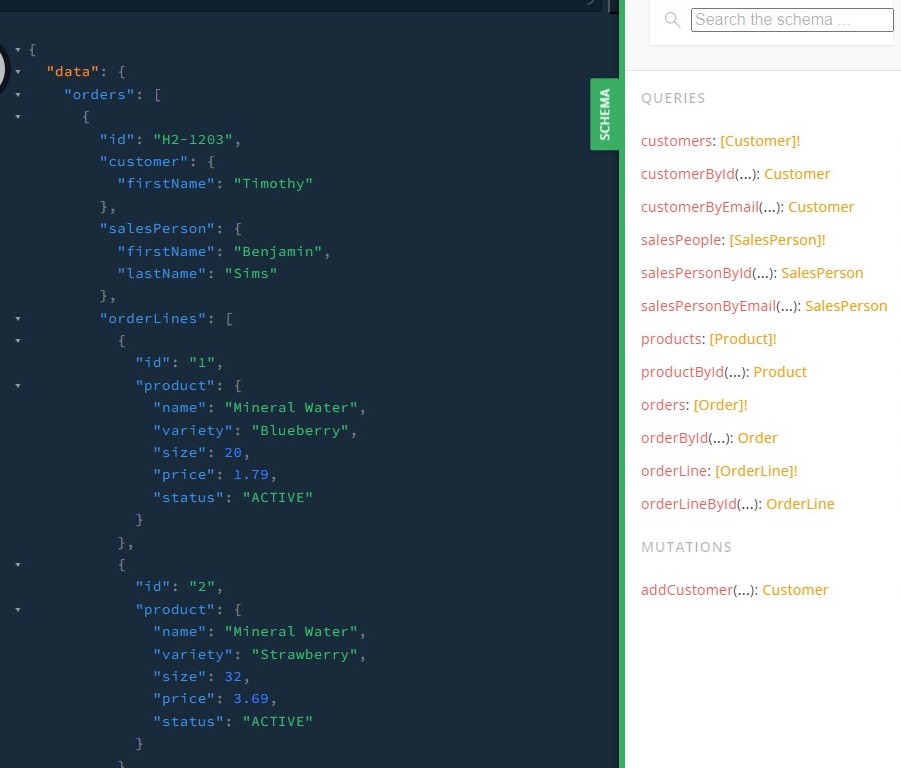 {
"data": {
"orders": [
{
"id": "H2-1203",
"customer": {
"firstName": "Timothy"
},
"salesPerson": {
"firstName": "Benjamin",
"lastName": "Sims"
},
"orderLines": [
{
"id": "1",
"product": {
"name": "Mineral Water",
"variety": "Blueberry",
"size": 20,
"price": 1.79,
"status": "ACTIVE"
}
},
{
"id": "2",
"product": {
"name": "Mineral Water",
"variety": "Strawberry",
"size": 32,
"price": 3.69,
"status": "ACTIVE"
}
}
SCHEMA
Search the schema ...
QUERIES
customers: [Customer]!
customerById(...): Customer
customerByEmail(...): Customer
salesPeople: [SalesPerson]!
salesPersonById(...): SalesPerson
salesPersonByEmail(...): SalesPerson
products: [Product]!
productById(...): Product
orders: [Order]!
orderById(...): Order
orderLine: [OrderLine]!
orderLineById(...): OrderLine
MUTATIONS
addCustomer(...): Customer